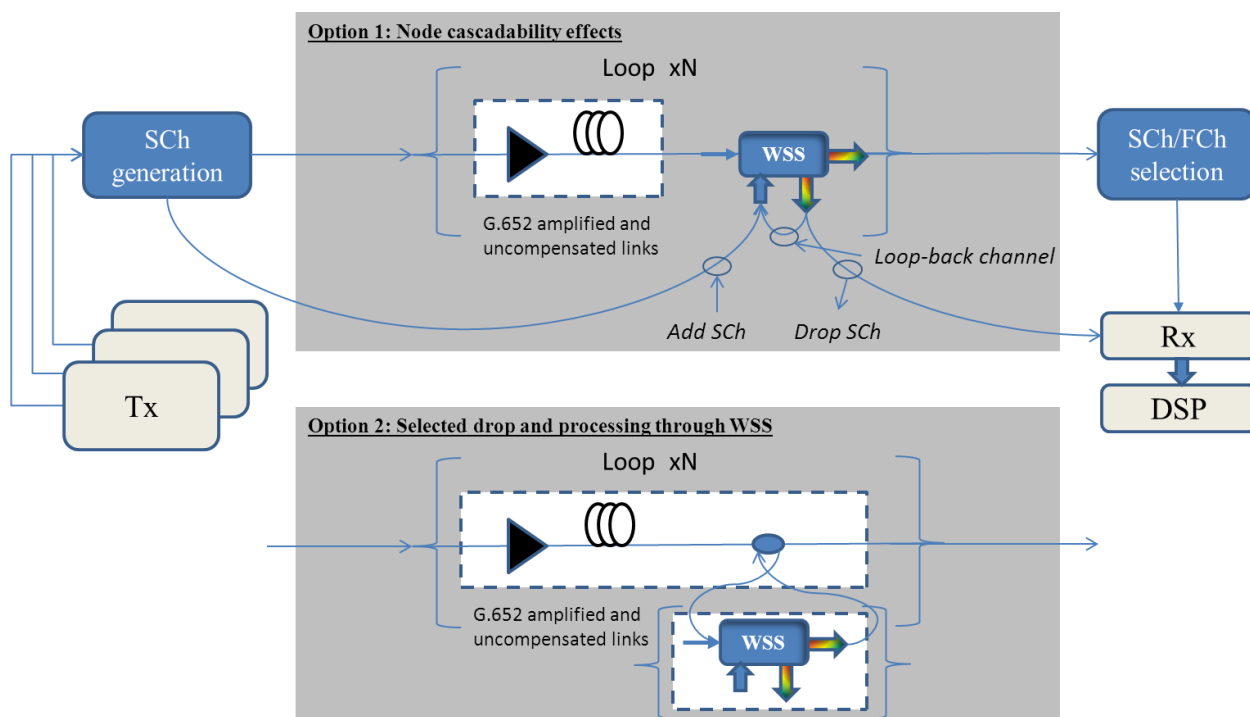 Option 1: Node cascadability effects
Loop xN
SCh
generation
WSS
SCh/FCh
selection
G.652 amplified and
uncompensated links
Loop-back channel
Add SCh
Drop SCh
Rx
Tx
DSP
Option 2: Selected drop and processing through WSS
Loop xN
G.652 amplified and
uncompensated links
WSS